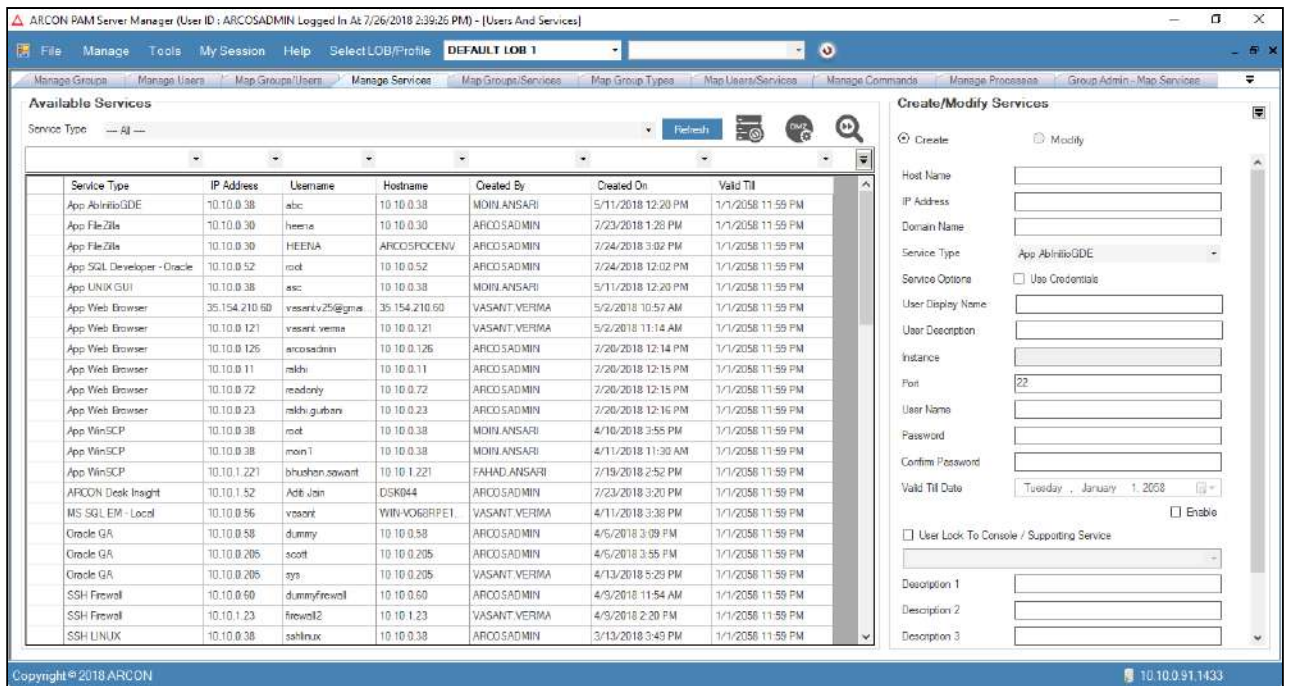 ARCON PAM Server Manager (User ID : ARCOSADMIN Logged In At 7/26/2018 2:39:26 PM) - [Users And Services]
File Manage Tools My Session Help Select LOB/Profile DEFAULT LOB 1
Manage Groups Manage Users Map Groups/Users Manage Services Map Groups/Services Map Group Types Map Users/Services Manage Commands Manage Processes Group Admin - Map Services
Available Services
Service Type --- All --- Refresh DMZ
Service Type IP Address Username Hostname Created By Created On Valid Till
App AbInitioGDE 10.10.0.38 abc 10.10.0.38 MOIN.ANSARI 5/11/2018 12:20 PM 1/1/2058 11:59 PM
App FileZilla 10.10.0.30 heena 10.10.0.30 ARCOSADMIN 7/23/2018 1:28 PM 1/1/2058 11:59 PM
App FileZilla 10.10.0.30 HEENA ARCOSPOCENV ARCOSADMIN 7/24/2018 3:02 PM 1/1/2058 11:59 PM
App SQL Developer - Oracle 10.10.0.52 root 10.10.0.52 ARCOSADMIN 7/24/2018 12:02 PM 1/1/2058 11:59 PM
App UNIX GUI 10.10.0.38 asc 10.10.0.38 MOIN.ANSARI 5/11/2018 12:20 PM 1/1/2058 11:59 PM
App Web Browser 35.154.210.60 vasantv25@gma... 35.154.210.60 VASANT.VERMA 5/2/2018 10:57 AM 1/1/2058 11:59 PM
App Web Browser 10.10.0.121 vasant.verma 10.10.0.121 VASANT.VERMA 5/2/2018 11:14 AM 1/1/2058 11:59 PM
App Web Browser 10.10.0.126 arcosadmin 10.10.0.126 ARCOSADMIN 7/20/2018 12:14 PM 1/1/2058 11:59 PM
App Web Browser 10.10.0.11 rakhi 10.10.0.11 ARCOSADMIN 7/20/2018 12:15 PM 1/1/2058 11:59 PM
App Web Browser 10.10.0.72 readonly 10.10.0.72 ARCOSADMIN 7/20/2018 12:15 PM 1/1/2058 11:59 PM
App Web Browser 10.10.0.23 rakhi.gurbani 10.10.0.23 ARCOSADMIN 7/20/2018 12:16 PM 1/1/2058 11:59 PM
App WinSCP 10.10.0.38 root 10.10.0.38 MOIN.ANSARI 4/10/2018 3:55 PM 1/1/2058 11:59 PM
App WinSCP 10.10.0.38 moin1 10.10.0.38 MOIN.ANSARI 4/11/2018 11:30 AM 1/1/2058 11:59 PM
App WinSCP 10.10.1.221 bhushan.sawant 10.10.1.221 FAHAD.ANSARI 7/19/2018 2:52 PM 1/1/2058 11:59 PM
ARCON Desk Insight 10.10.1.52 Aditi Jain DSK044 ARCOSADMIN 7/23/2018 3:20 PM 1/1/2058 11:59 PM
MS SQL EM - Local 10.10.0.56 vasant WIN-VO68RPE1... VASANT.VERMA 4/11/2018 3:38 PM 1/1/2058 11:59 PM
Oracle QA 10.10.0.58 dummy 10.10.0.58 ARCOSADMIN 4/6/2018 3:09 PM 1/1/2058 11:59 PM
Oracle QA 10.10.0.205 scott 10.10.0.205 ARCOSADMIN 4/6/2018 3:55 PM 1/1/2058 11:59 PM
Oracle QA 10.10.0.205 sys 10.10.0.205 VASANT.VERMA 4/13/2018 5:29 PM 1/1/2058 11:59 PM
SSH Firewall 10.10.0.60 dummyfirewall 10.10.0.60 ARCOSADMIN 4/9/2018 11:54 AM 1/1/2058 11:59 PM
SSH Firewall 10.10.1.23 firewall2 10.10.1.23 VASANT.VERMA 4/9/2018 2:20 PM 1/1/2058 11:59 PM
SSH LINUX 10.10.0.38 sshlinux 10.10.0.38 ARCOSADMIN 3/13/2018 3:49 PM 1/1/2058 11:59 PM
Create/Modify Services
Create Modify
Host Name
IP Address
Domain Name
Service Type App AbInitioGDE
Service Options Use Credentials
User Display Name
User Description
Instance
Port 22
User Name
Password
Confirm Password
Valid Till Date Tuesday , January 1, 2058
Enable
User Lock To Console / Supporting Service
Description 1
Description 2
Description 3
Copyright © 2018 ARCON 10.10.0.91,1433